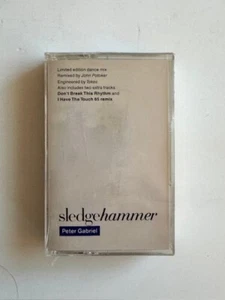 Limited edition dance mix
Remixed by John Potoker
Engineered by Tchad
Also includes two extra tracks
Don't Break This Rhythm and
I Have The Touch 85 remix
sledgehammer
Peter Gabriel